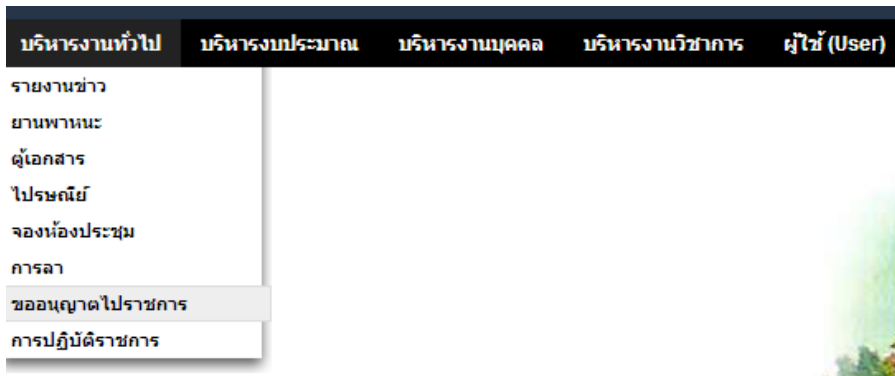 บริหารงานทั่วไป บริหารงบประมาณ บริหารงานบุคคล บริหารงานวิชาการ ผู้ใช้ (User)
รายงานข่าว
ยานพาหนะ
ตู้เอกสาร
ไปรษณีย์
จองห้องประชุม
การลา
ขออนุญาตไปราชการ
การปฏิบัติราชการ